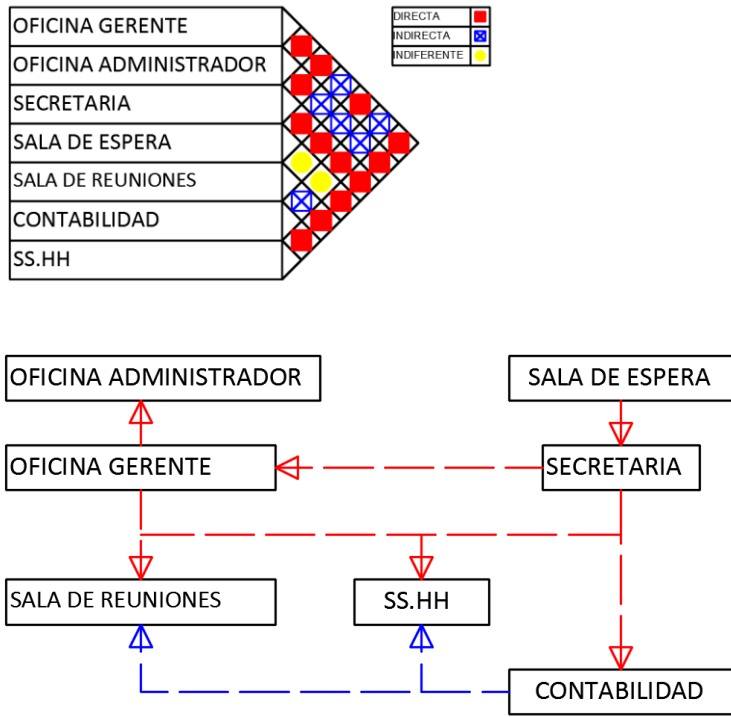 OFICINA GERENTE
OFICINA ADMINISTRADOR
SECRETARIA
SALA DE ESPERA
SALA DE REUNIONES
CONTABILIDAD
SS.HH
DIRECTA
INDIRECTA
INDIFERENTE
OFICINA ADMINISTRADOR
SALA DE ESPERA
OFICINA GERENTE
SECRETARIA
SALA DE REUNIONES
SS.HH
CONTABILIDAD